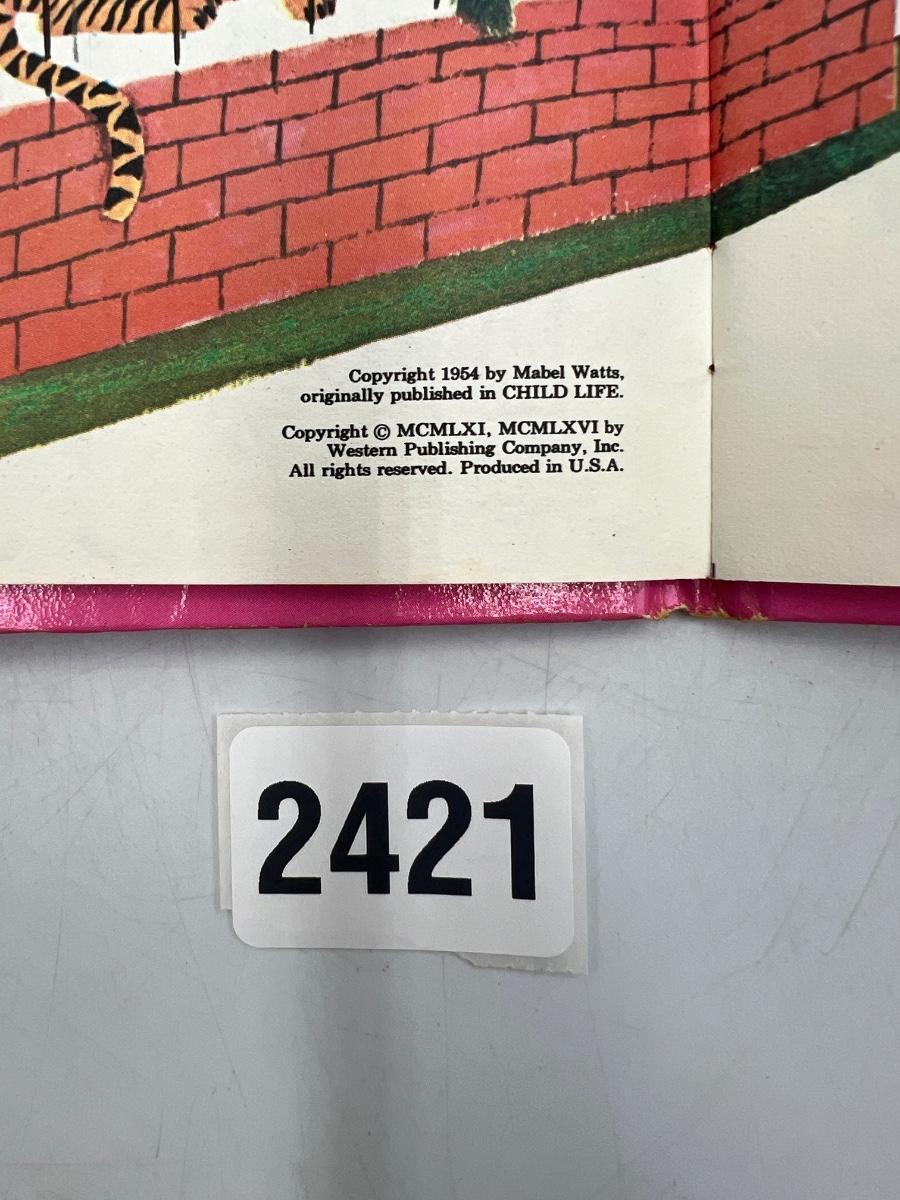 Copyright 1954 by Mabel Watts,
originally published in CHILD LIFE.
Copyright © MCMLXI, MCMLXVI by
Western Publishing Company, Inc.
All rights reserved. Produced in U.S.A.
2421